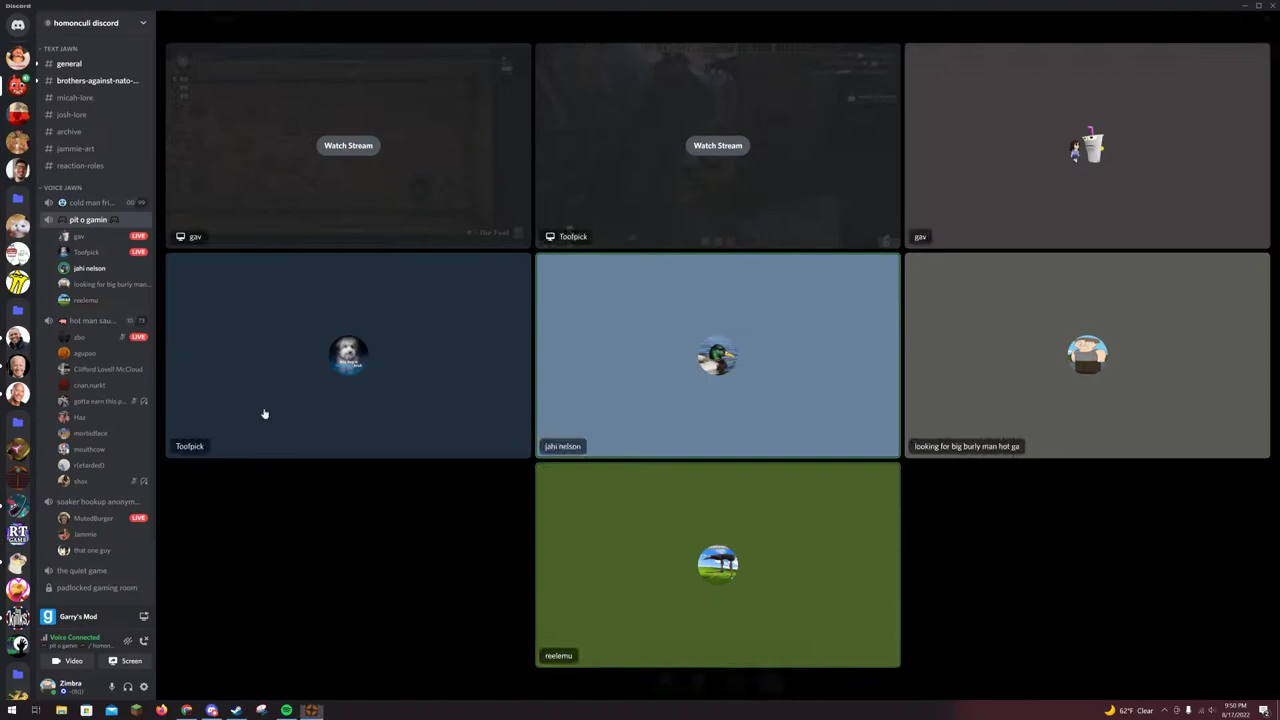 Discord
homonculi discord
TEXT JAWN
general
brothers-against-nato-...
micah-lore
josh-lore
archive
jammie-art
reaction-roles
VOICE JAWN
cold man fri... 00 99
pit o gamin
gav LIVE
Toofpick LIVE
jahi nelson
looking for big burly man...
reelemu
hot man sau... 10 73
zbo LIVE
agupoo
Clifford Lovell McCloud
cnan.nurkt
gotta earn this p...
Haz
morbidface
mouthcow
r(etarded)
shax
soaker hookup anonym...
MutedBurger LIVE
Jammie
that one guy
the quiet game
padlocked gaming room
Garry's Mod
Voice Connected
pit o gamin / homon...
Video Screen
Zimbra
Watch Stream
gav
Watch Stream
Toofpick
gav
Toofpick
jahi nelson
looking for big burly man hot ga
reelemu
62°F Clear
9:50 PM
8/17/2022